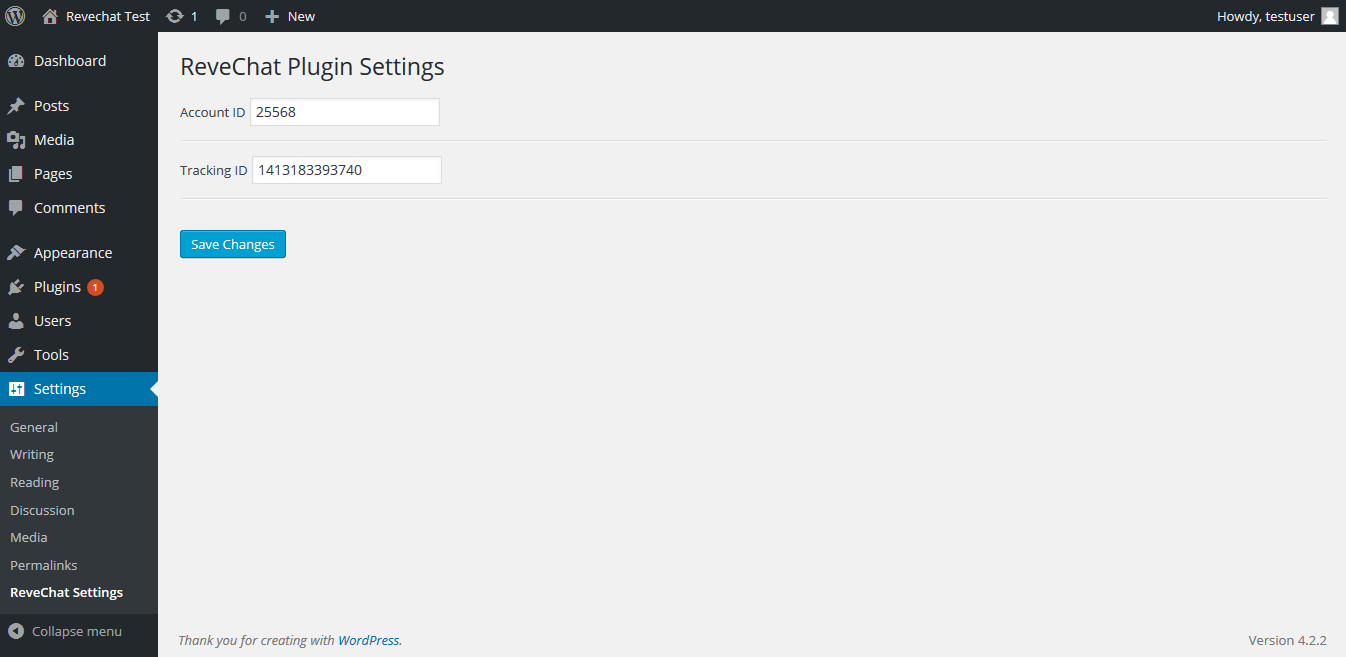 Revechat Test 1 0 New Howdy, testuser
Dashboard
Posts
Media
Pages
Comments
Appearance
Plugins 1
Users
Tools
Settings
General
Writing
Reading
Discussion
Media
Permalinks
ReveChat Settings
Collapse menu
ReveChat Plugin Settings
Account ID 25568
Tracking ID 1413183393740
Save Changes
Thank you for creating with WordPress. Version 4.2.2